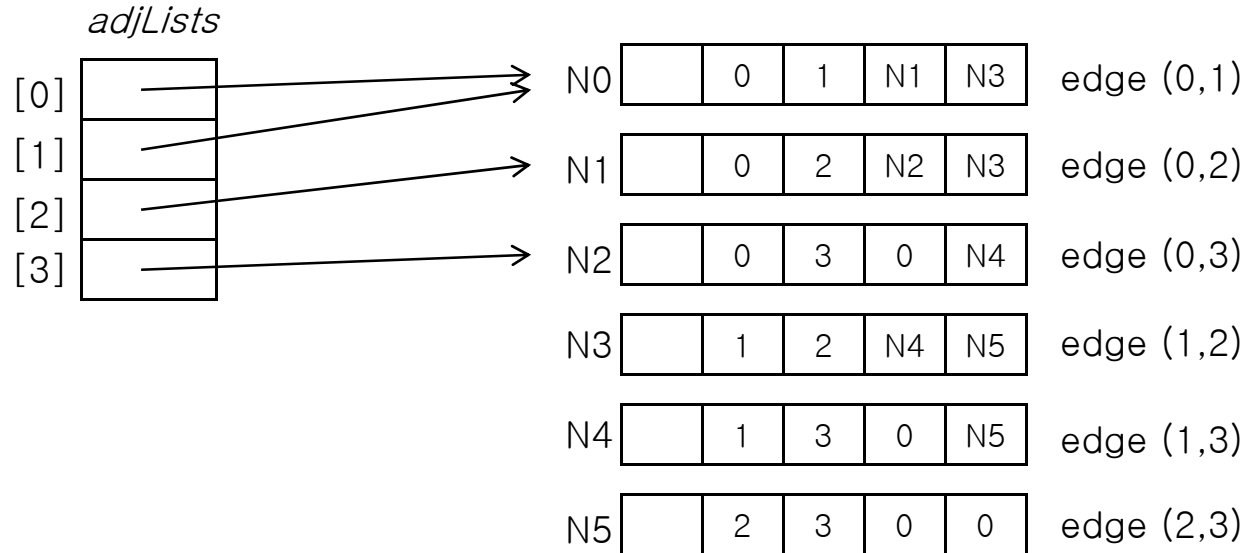 adjLists
[0]
[1]
[2]
[3]
N0 0 1 N1 N3 edge (0,1)
N1 0 2 N2 N3 edge (0,2)
N2 0 3 0 N4 edge (0,3)
N3 1 2 N4 N5 edge (1,2)
N4 1 3 0 N5 edge (1,3)
N5 2 3 0 0 edge (2,3)